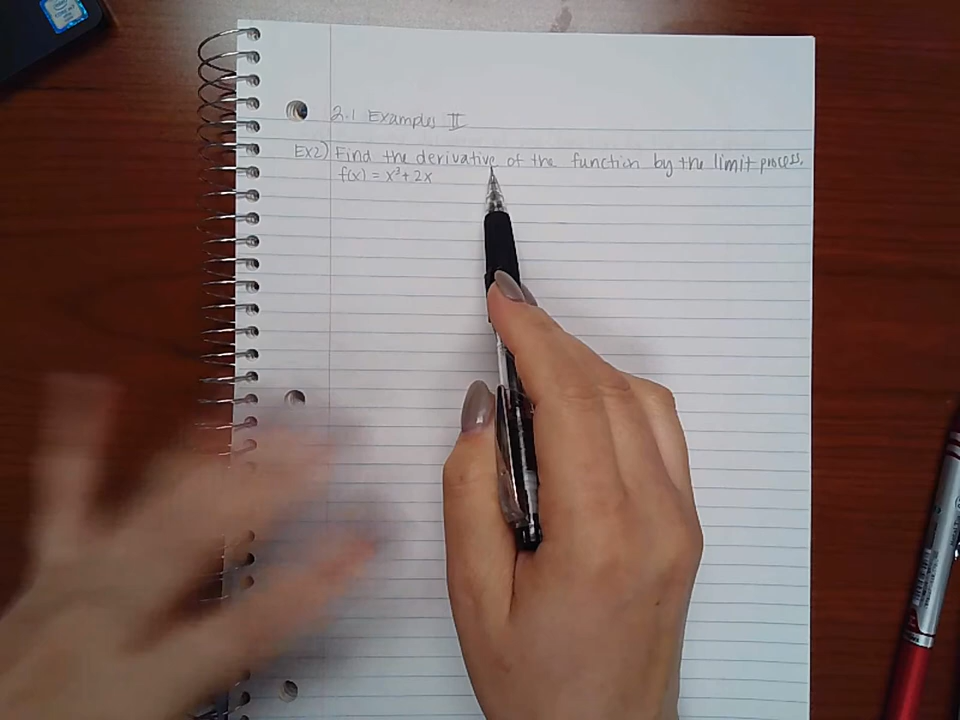 2.1 Examples II
Ex2) Find the derivative of the function by the limit process.
f(x) = x³ + 2x